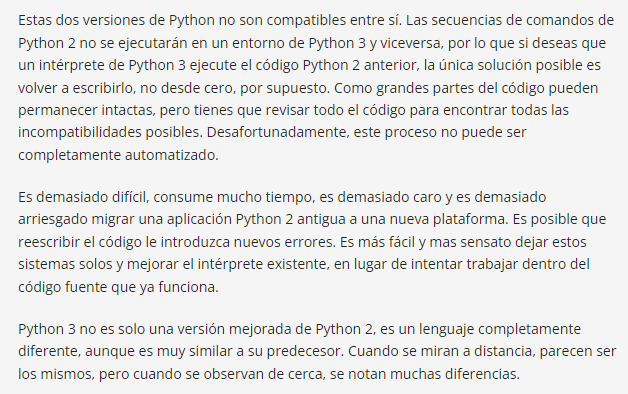 Estas dos versiones de Python no son compatibles entre sí. Las secuencias de comandos de
Python 2 no se ejecutarán en un entorno de Python 3 y viceversa, por lo que si deseas que
un intérprete de Python 3 ejecute el código Python 2 anterior, la única solución posible es
volver a escribirlo, no desde cero, por supuesto. Como grandes partes del código pueden
permanecer intactas, pero tienes que revisar todo el código para encontrar todas las
incompatibilidades posibles. Desafortunadamente, este proceso no puede ser
completamente automatizado.
Es demasiado difícil, consume mucho tiempo, es demasiado caro y es demasiado
arriesgado migrar una aplicación Python 2 antigua a una nueva plataforma. Es posible que
reescribir el código le introduzca nuevos errores. Es más fácil y mas sensato dejar estos
sistemas solos y mejorar el intérprete existente, en lugar de intentar trabajar dentro del
código fuente que ya funciona.
Python 3 no es solo una versión mejorada de Python 2, es un lenguaje completamente
diferente, aunque es muy similar a su predecesor. Cuando se miran a distancia, parecen ser
los mismos, pero cuando se observan de cerca, se notan muchas diferencias.